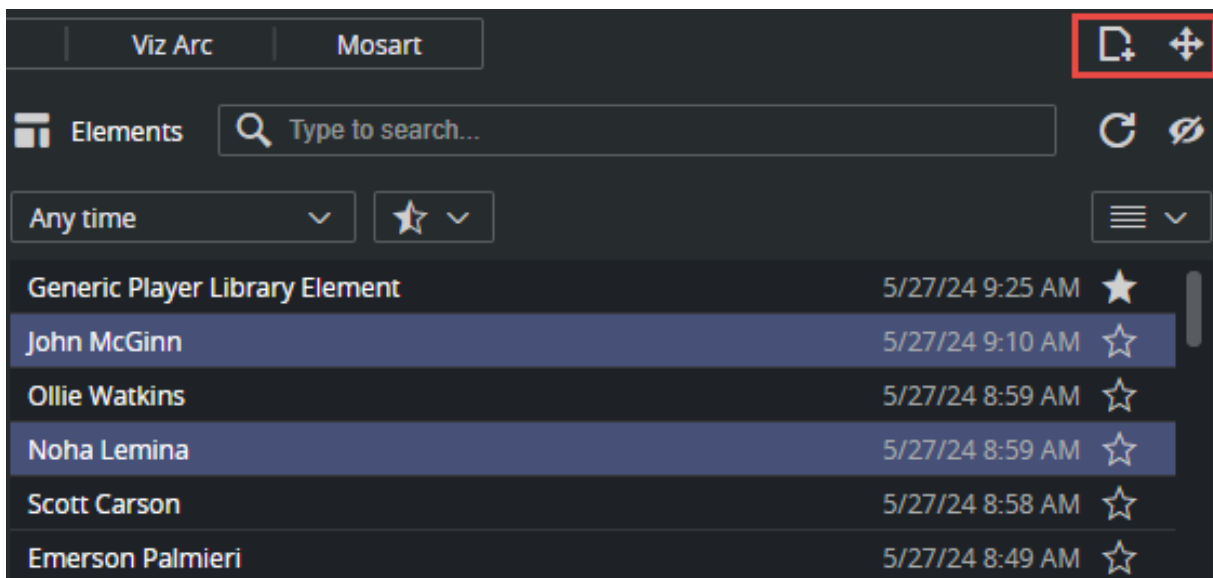 Viz Arc Mosart
Elements Type to search...
Any time
Generic Player Library Element 5/27/24 9:25 AM
John McGinn 5/27/24 9:10 AM
Ollie Watkins 5/27/24 8:59 AM
Noha Lemina 5/27/24 8:59 AM
Scott Carson 5/27/24 8:58 AM
Emerson Palmieri 5/27/24 8:49 AM